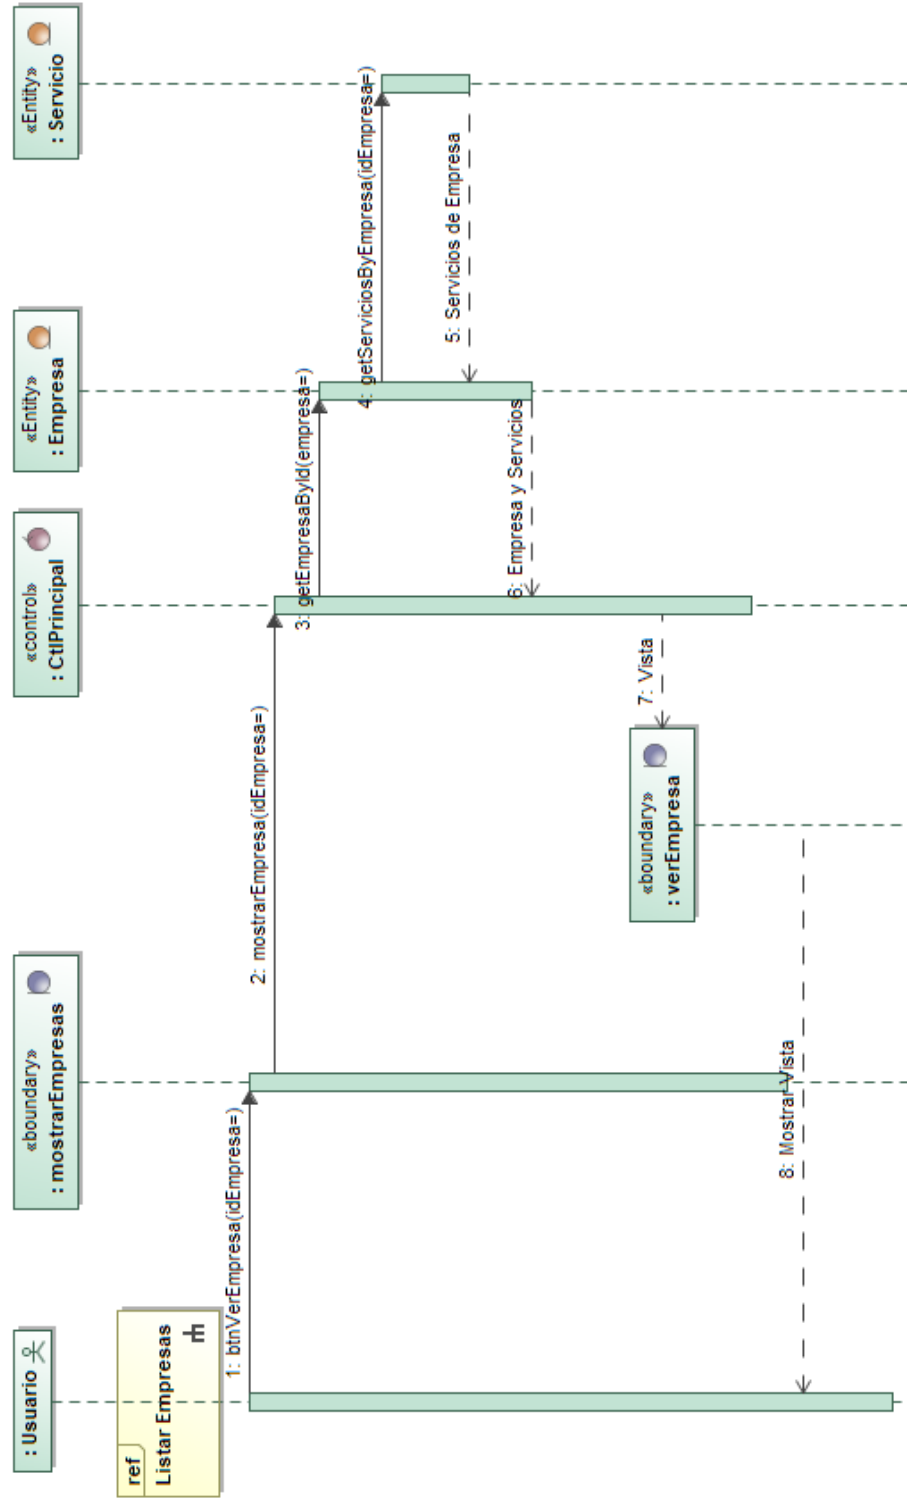 : Usuario
«boundary»
: mostrarEmpresas
«control»
: CtlPrincipal
«Entity»
: Empresa
«Entity»
: Servicio
ref
Listar Empresas
1: btnVerEmpresa(idEmpresa=)
2: mostrarEmpresa(idEmpresa=)
3: getEmpresaById(empresa=)
4: getServiciosByEmpresa(idEmpresa=)
5: Servicios de Empresa
6: Empresa y Servicios
7: Vista
«boundary»
: verEmpresa
8: Mostrar Vista